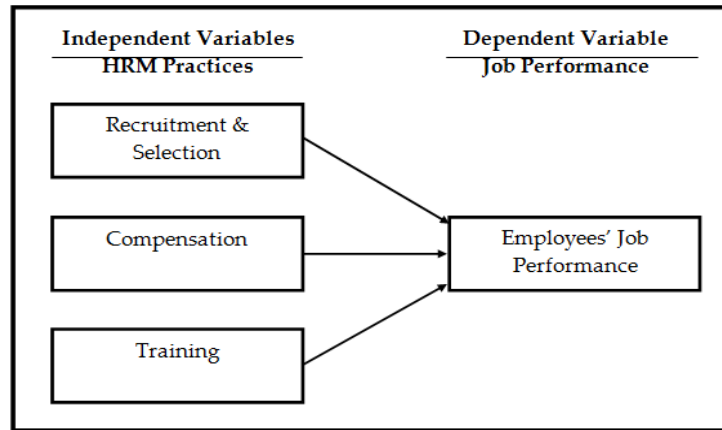 Independent Variables
HRM Practices
Dependent Variable
Job Performance
Recruitment &
Selection
Compensation
Training
Employees' Job
Performance